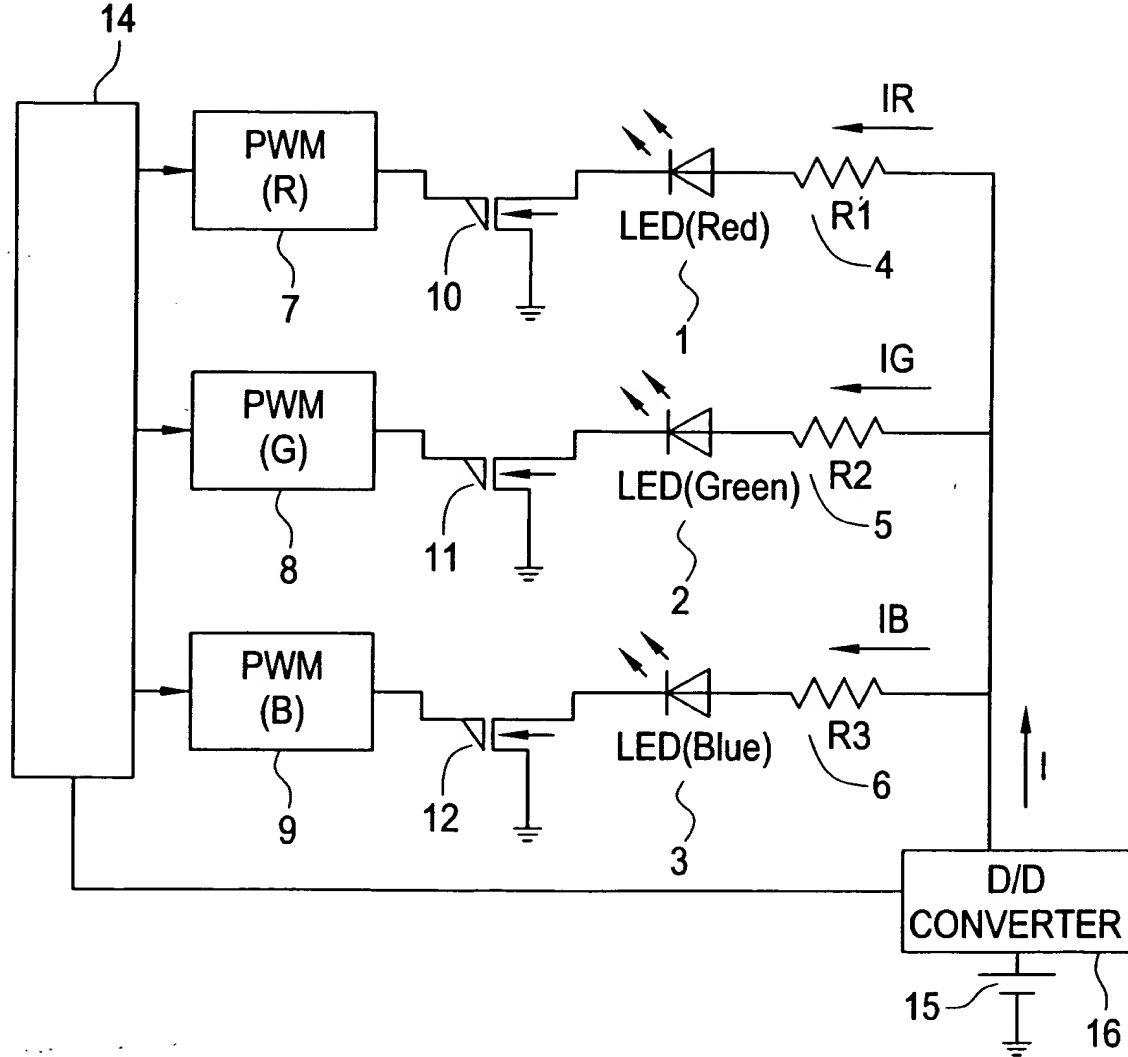 14
IR
PWM
(R)
R1
LED(Red)
10
4
7
1
IG
PWM
(G)
R2
LED(Green)
11
5
8
2
IB
PWM
(B)
R3
LED(Blue)
12
6
I
9
3
D/D
CONVERTER
15
16